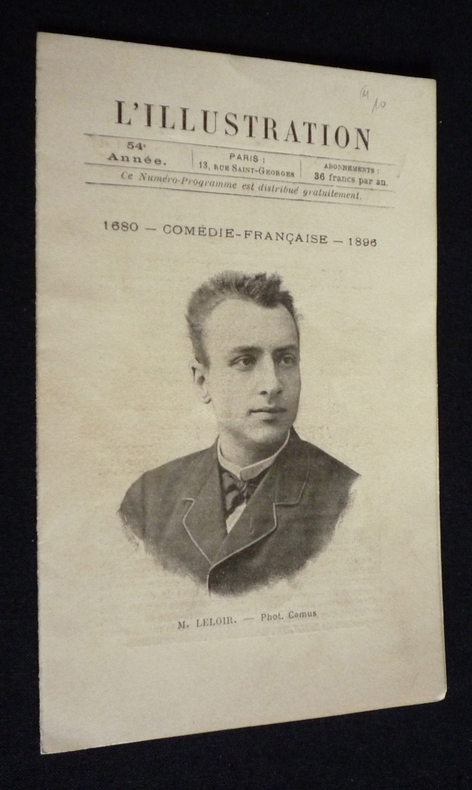 L'ILLUSTRATION
54e
Année.
PARIS :
13, RUE SAINT-GEORGES
ABONNEMENTS :
36 francs par an.
Ce Numéro-Programme est distribué gratuitement.
1680 — COMÉDIE-FRANÇAISE — 1896
M. LELOIR. — Phot. Camus